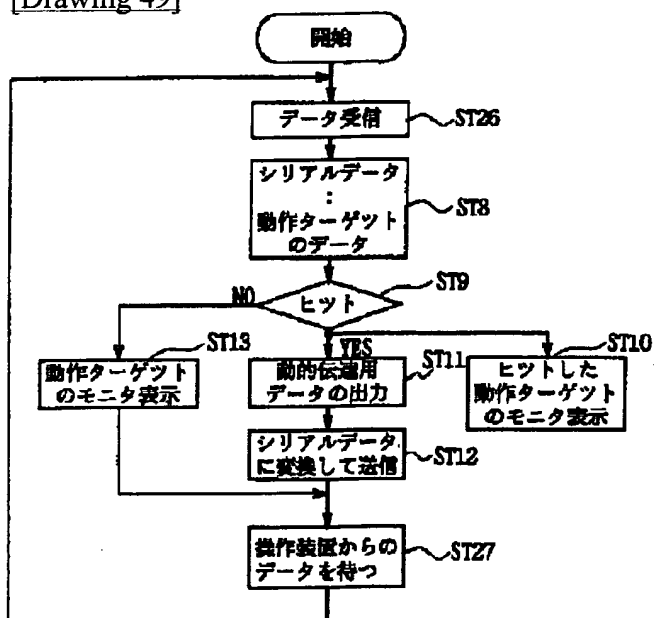 [Drawing 49]
開始
データ受信
ST26
シリアルデータ
:
動作ターゲット
のデータ
ST8
ヒット
ST9
NO
YES
ST13
動作ターゲット
のモニタ表示
ST11
動的伝達用
データの出力
ST10
ヒットした
動作ターゲット
のモニタ表示
シリアルデータ
に変換して送信
ST12
操作装置からの
データを待つ
ST27